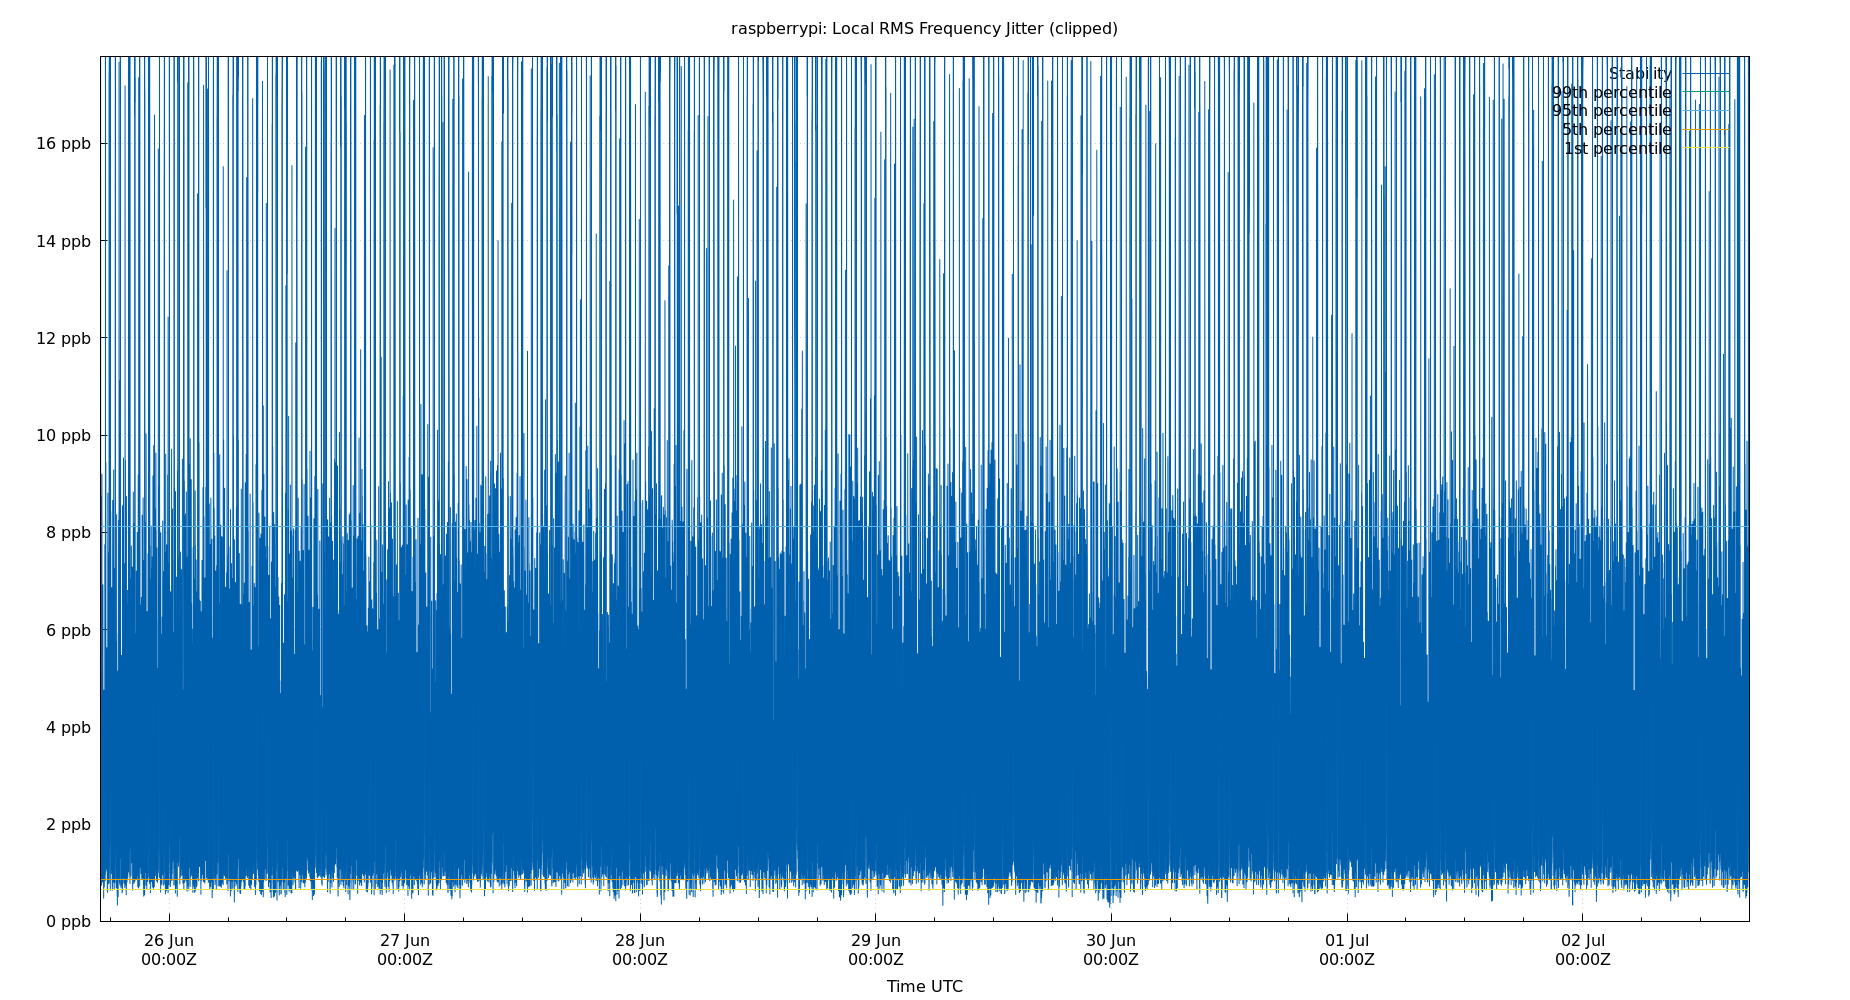 raspberrypi: Local RMS Frequency Jitter (clipped)
Stability
99th percentile
95th percentile
5th percentile
1st percentile
16 ppb
14 ppb
12 ppb
10 ppb
8 ppb
6 ppb
4 ppb
2 ppb
0 ppb
26 Jun 27 Jun 28 Jun 29 Jun 30 Jun 01 Jul 02 Jul
00:00Z 00:00Z 00:00Z 00:00Z 00:00Z 00:00Z 00:00Z
Time UTC